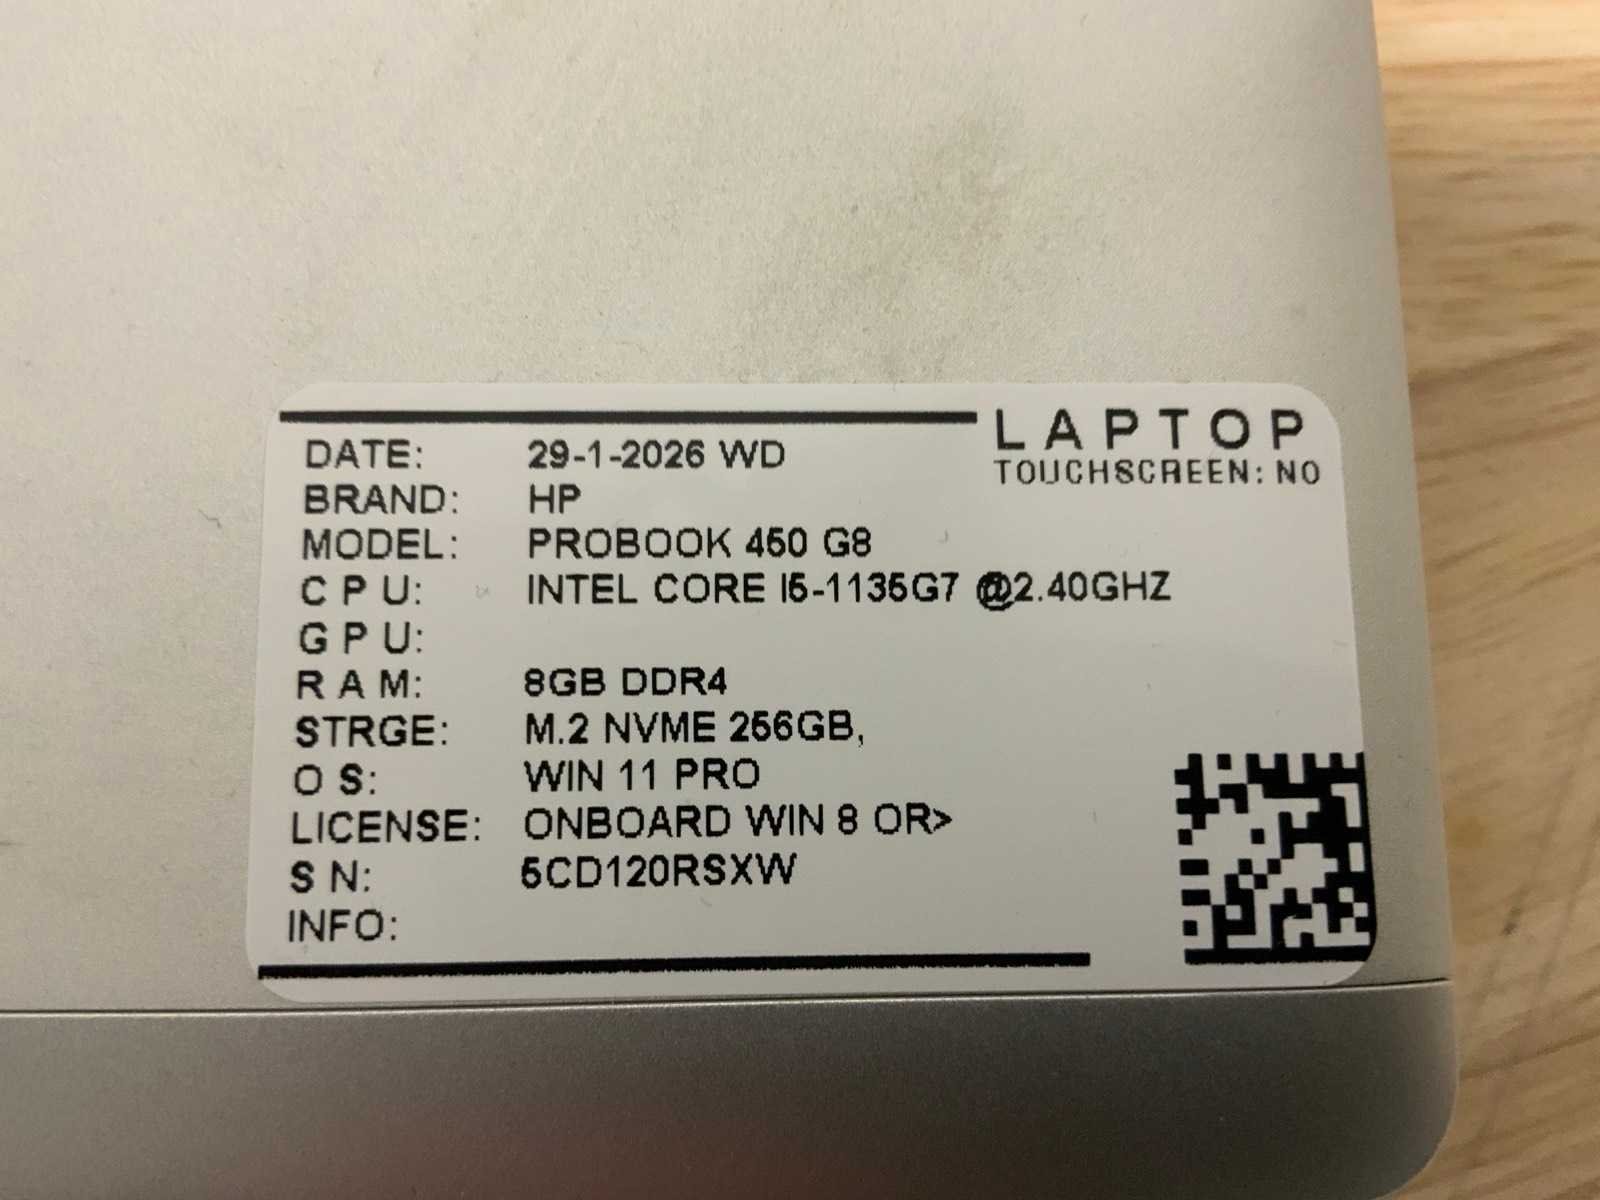 LAPTOP
TOUCHSCREEN: NO
DATE: 29-1-2026 WD
BRAND: HP
MODEL: PROBOOK 450 G8
C P U: INTEL CORE I5-1135G7 @2.40GHZ
G P U:
R A M: 8GB DDR4
STRGE: M.2 NVME 256GB,
O S: WIN 11 PRO
LICENSE: ONBOARD WIN 8 OR>
S N: 5CD120RSXW
INFO: